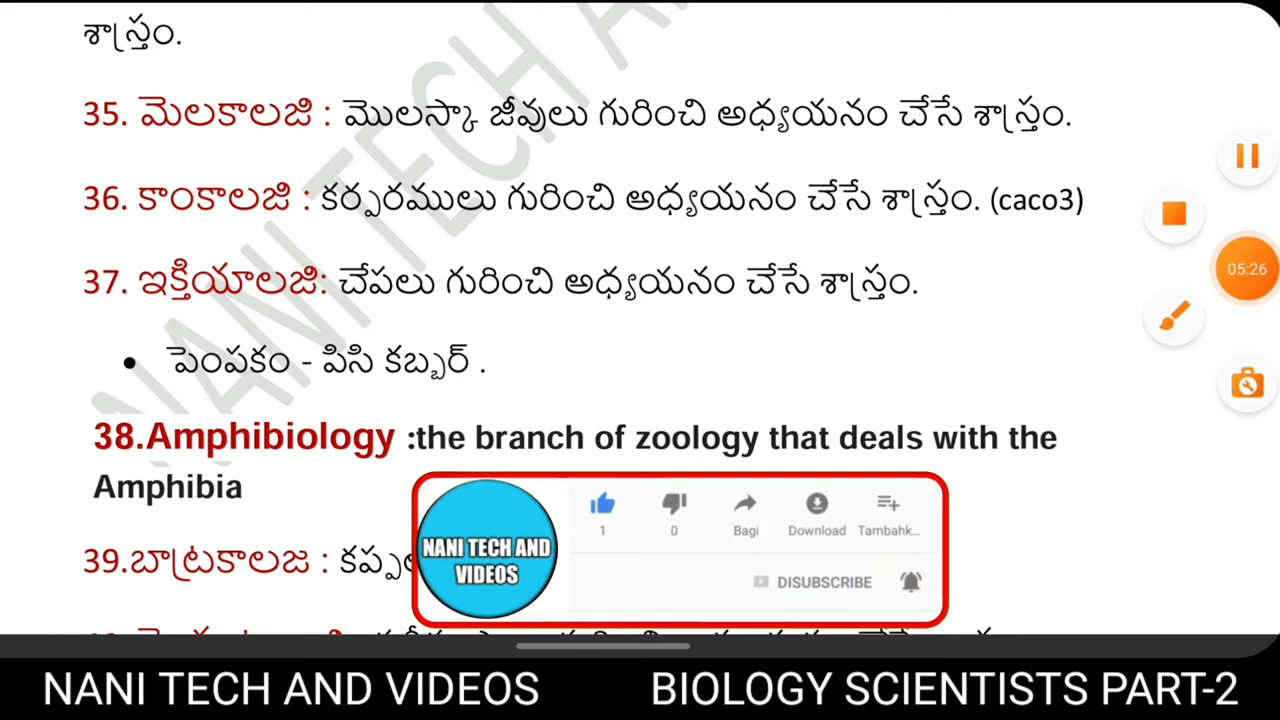 శాస్త్రం.
35. మెలకాలజి : మొలస్కా జీవులు గురించి అధ్యయనం చేసే శాస్త్రం.
36. కాంకాలజి : కర్పరములు గురించి అధ్యయనం చేసే శాస్త్రం. (caco3)
37. ఇక్తియాలజి: చేపలు గురించి అధ్యయనం చేసే శాస్త్రం.
• పెంపకం - పిసి కబ్బర్ .
38.Amphibiology :the branch of zoology that deals with the
Amphibia
39.బాట్రకాలజ : కప్పల
NANI TECH AND
VIDEOS
1 0 Bagi Download Tambahk...
DISUBSCRIBE
05:26
NANI TECH AND VIDEOS BIOLOGY SCIENTISTS PART-2